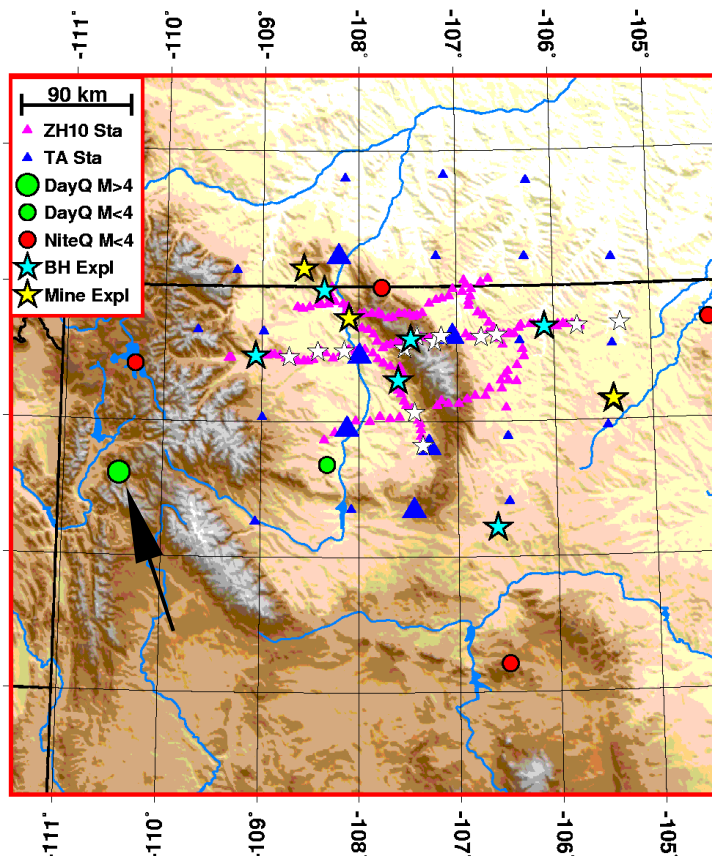 -111° -110° -109° -108° -107° -106° -105°
90 km
ZH10 Sta
TA Sta
DayQ M>4
DayQ M<4
NiteQ M<4
BH Expl
Mine Expl
-111° -110° -109° -108° -107° -106° -105°